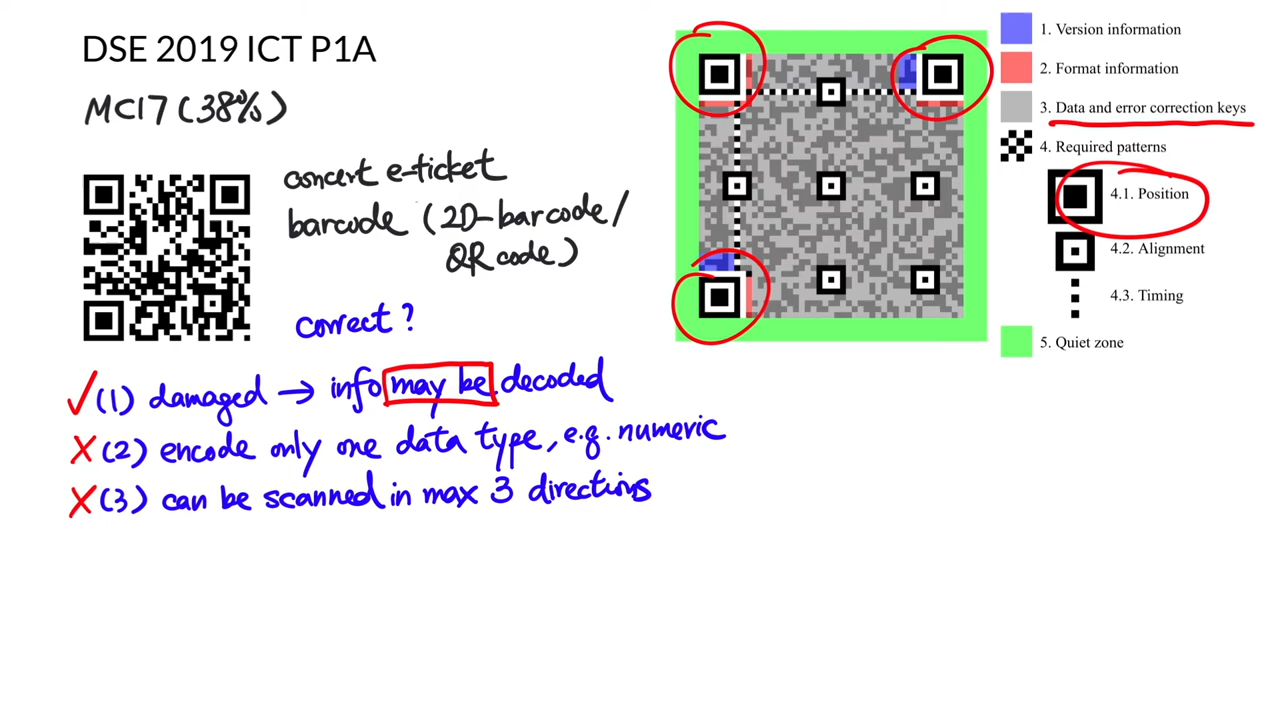 DSE 2019 ICT P1A
MC17 (38%)
concert e-ticket
barcode (2D-barcode/
QR code)
correct?
✓(1) damaged → info may be decoded
✗(2) encode only one data type, e.g. numeric
✗(3) can be scanned in max 3 directions
1. Version information
2. Format information
3. Data and error correction keys
4. Required patterns
4.1. Position
4.2. Alignment
4.3. Timing
5. Quiet zone